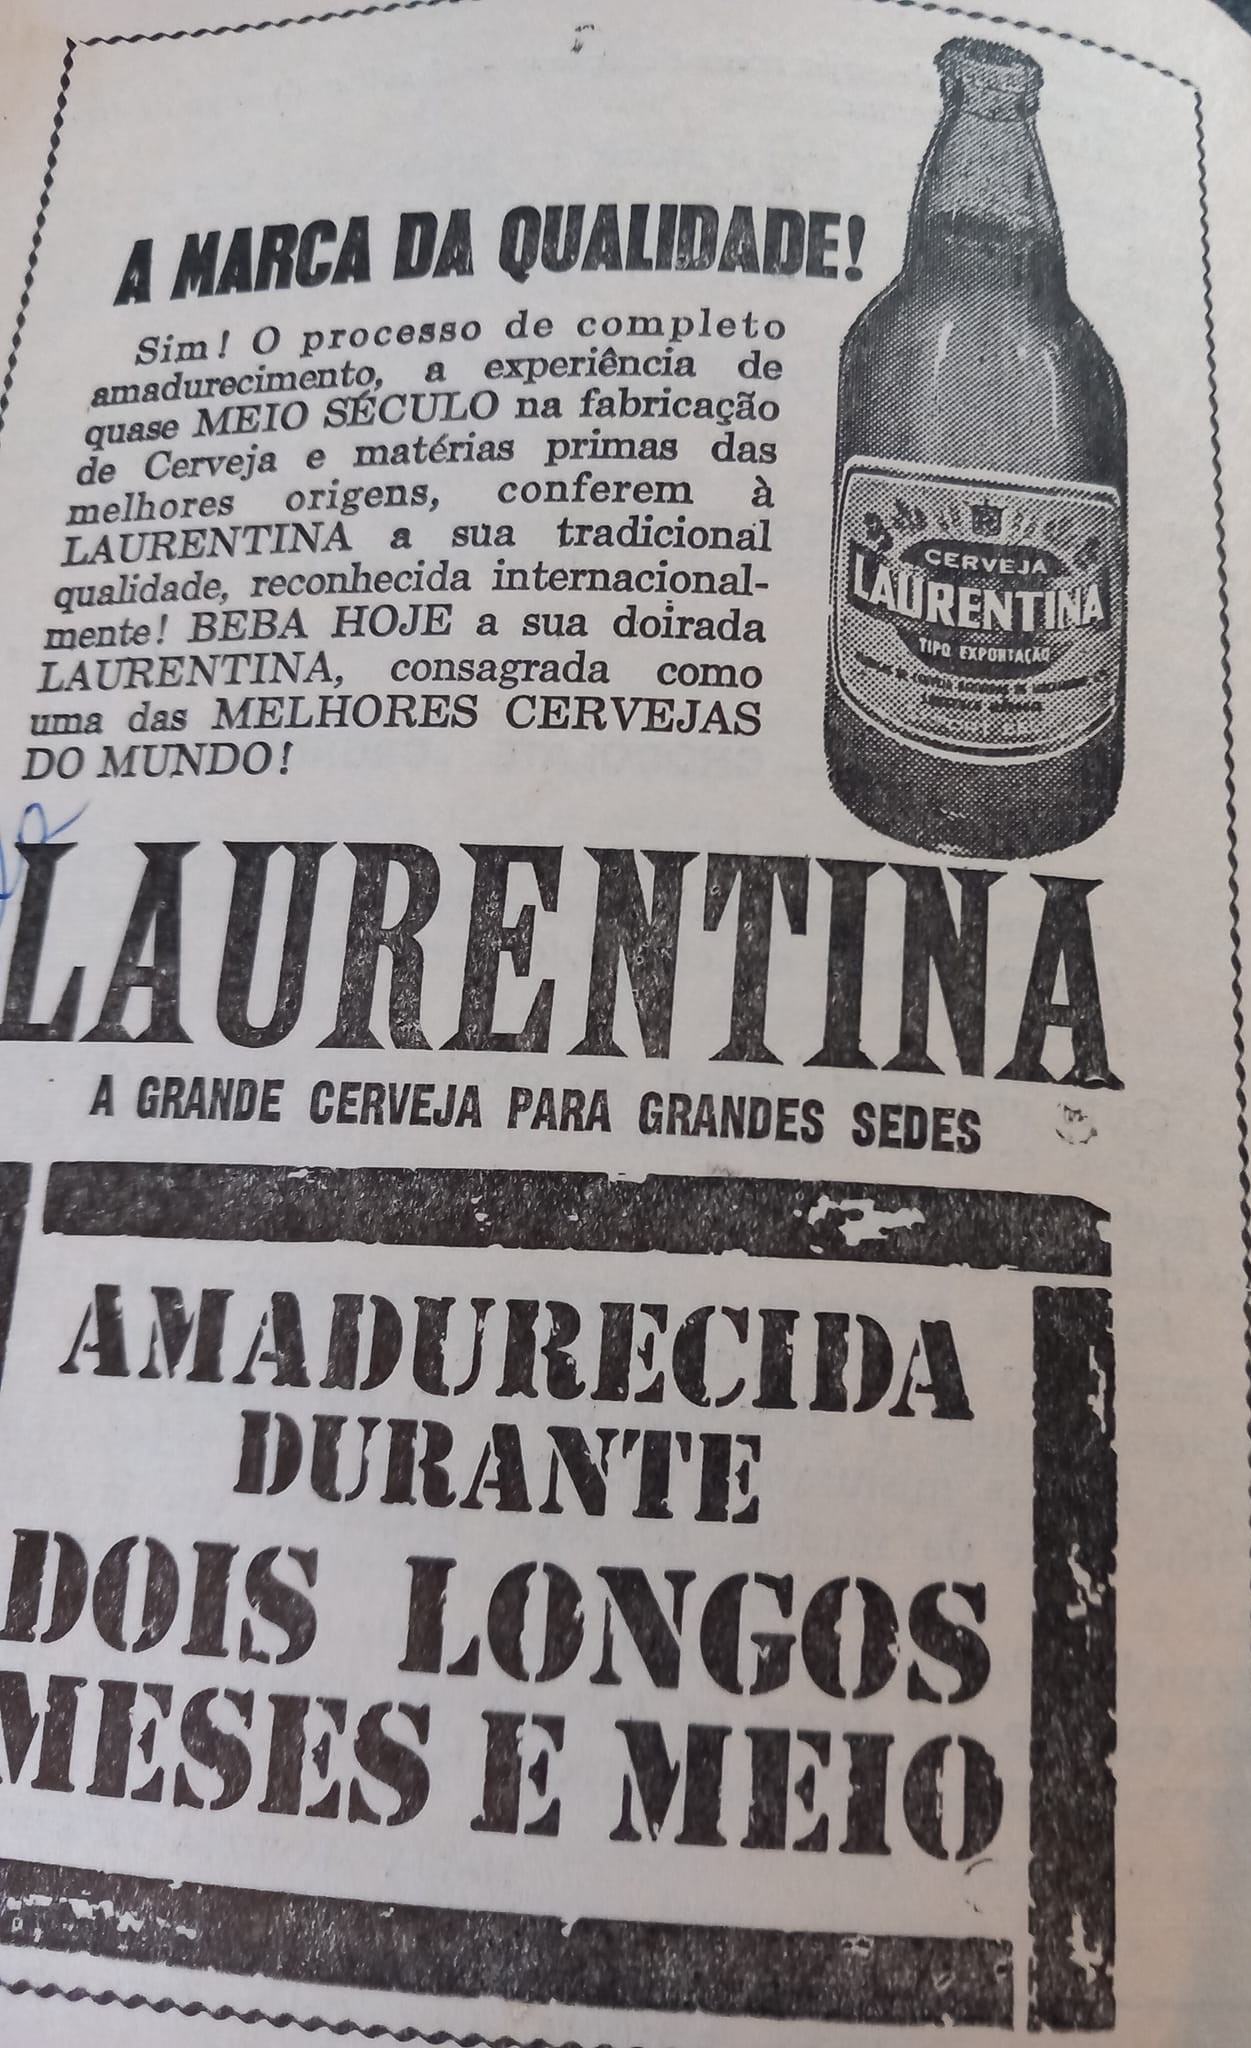 A MARCA DA QUALIDADE!
Sim! O processo de completo
amadurecimento, a experiência de
quase MEIO SÉCULO na fabricação
de Cerveja e matérias primas das
melhores origens, conferem à
LAURENTINA a sua tradicional
qualidade, reconhecida internacional-
mente! BEBA HOJE a sua doirada
LAURENTINA, consagrada como
uma das MELHORES CERVEJAS
DO MUNDO!
CERVEJA
LAURENTINA
TIPO EXPORTAÇÃO
LAURENTINA
A GRANDE CERVEJA PARA GRANDES SEDES
AMADURECIDA
DURANTE
DOIS LONGOS
MESES E MEIO